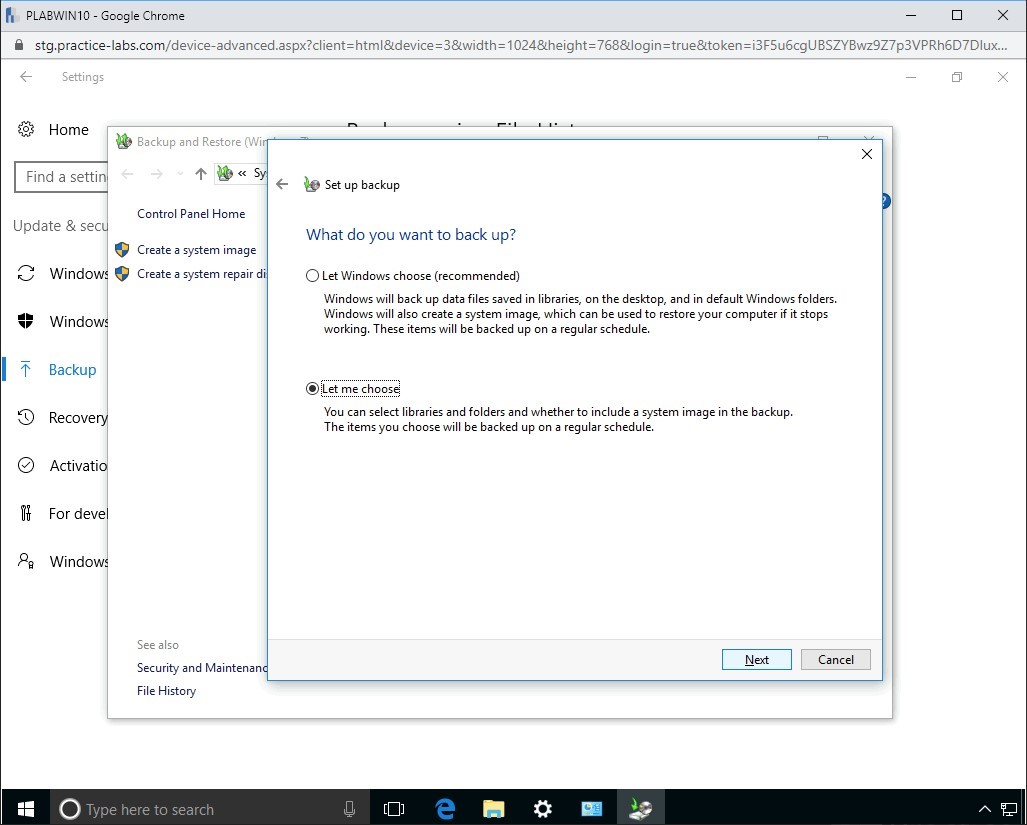 PLABWIN10 - Google Chrome
stg.practice-labs.com/device-advanced.aspx?client=html&device=3&width=1024&height=768&login=true&token=i3F5u6cgUBSZYBwz9Z7p3VPRh6D7Dlux...
Settings
Home
Find a settin
Update & secu
Windows
Windows
Backup
Recovery
Activatio
For devel
Windows
Backup and Restore (Win
« Sy
Control Panel Home
Create a system image
Create a system repair di
See also
Security and Maintenanc
File History
Set up backup
What do you want to back up?
Let Windows choose (recommended)
Windows will back up data files saved in libraries, on the desktop, and in default Windows folders.
Windows will also create a system image, which can be used to restore your computer if it stops
working. These items will be backed up on a regular schedule.
Let me choose
You can select libraries and folders and whether to include a system image in the backup.
The items you choose will be backed up on a regular schedule.
Next
Cancel
Type here to search